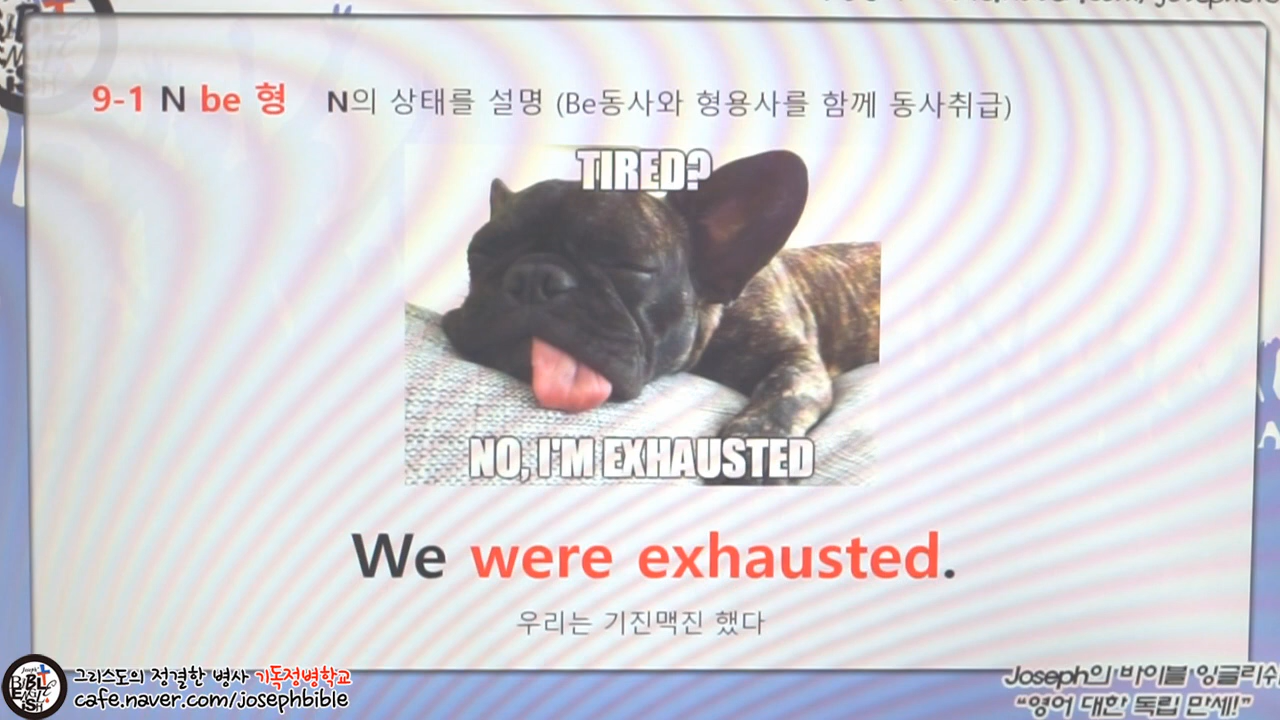 9-1 N be 형 N의 상태를 설명 (Be동사와 형용사를 함께 동사취급)
TIRED?
NO, I'M EXHAUSTED
We were exhausted.
우리는 기진맥진 했다
그리스도의 정결한 병사 기독정병학교
cafe.naver.com/josephbible
Joseph의 바이블 잉글리쉬
"영어 대한 독립 만세!"